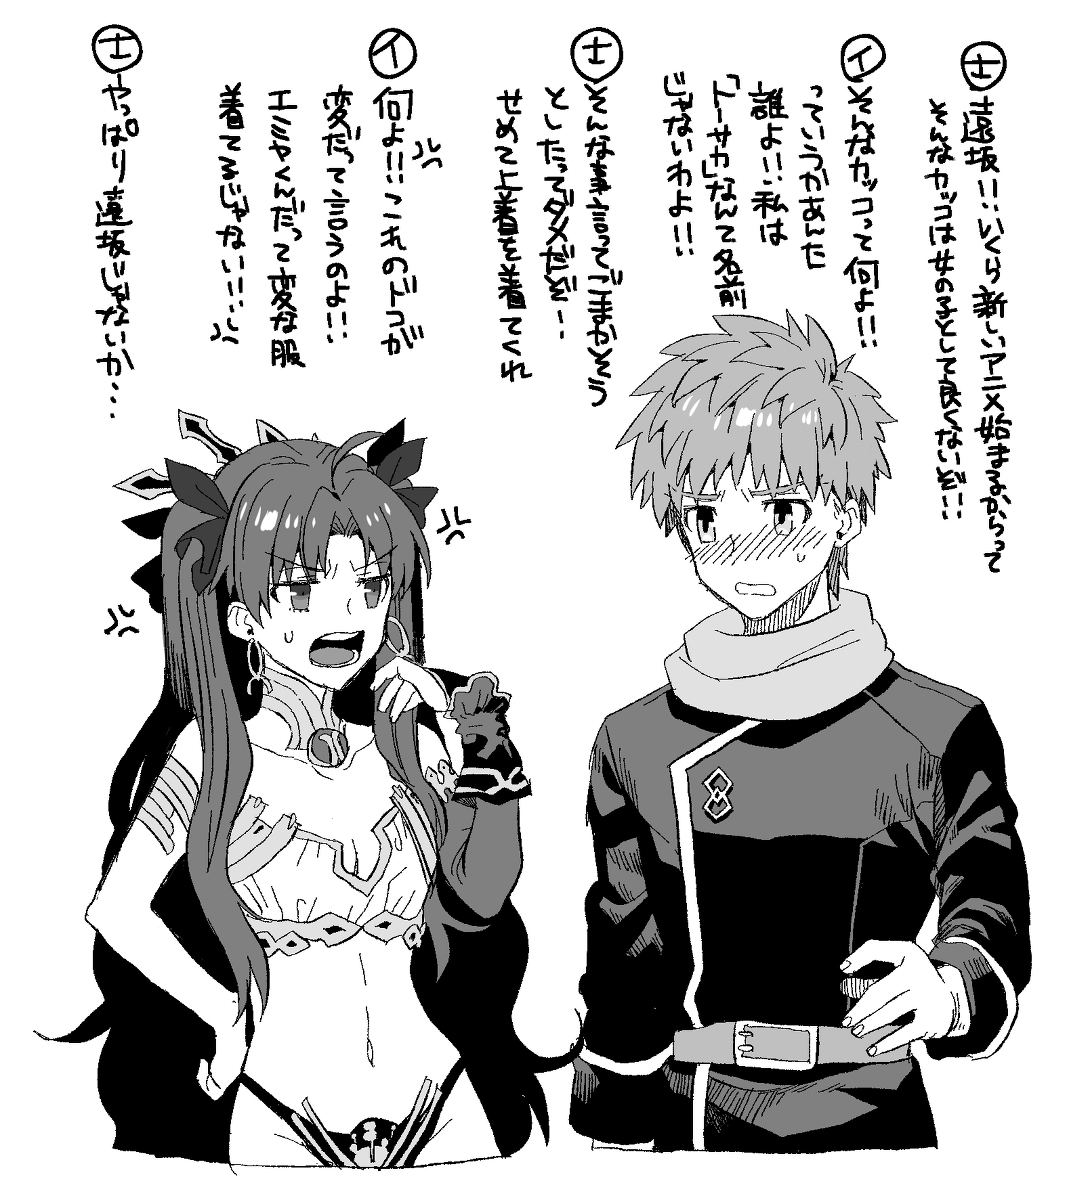 士
遠坂!!いくら新しいアニメ始まるからって
そんなカッコは女の子として良くないぞ!!
イ
そんなカッコって何よ!!
っていうかあんた
誰よ!!私は
「トーサカ」なんて名前
じゃないわよ!!
士
そんな事言ってごまかそう
としたってダメだぞ…
せめて上着を着てくれ
イ
何よ!!これのドコが
変だって言うのよ!!
エミヤくんだって変な服
着てるじゃない!!
士
やっぱり遠坂じゃないか…